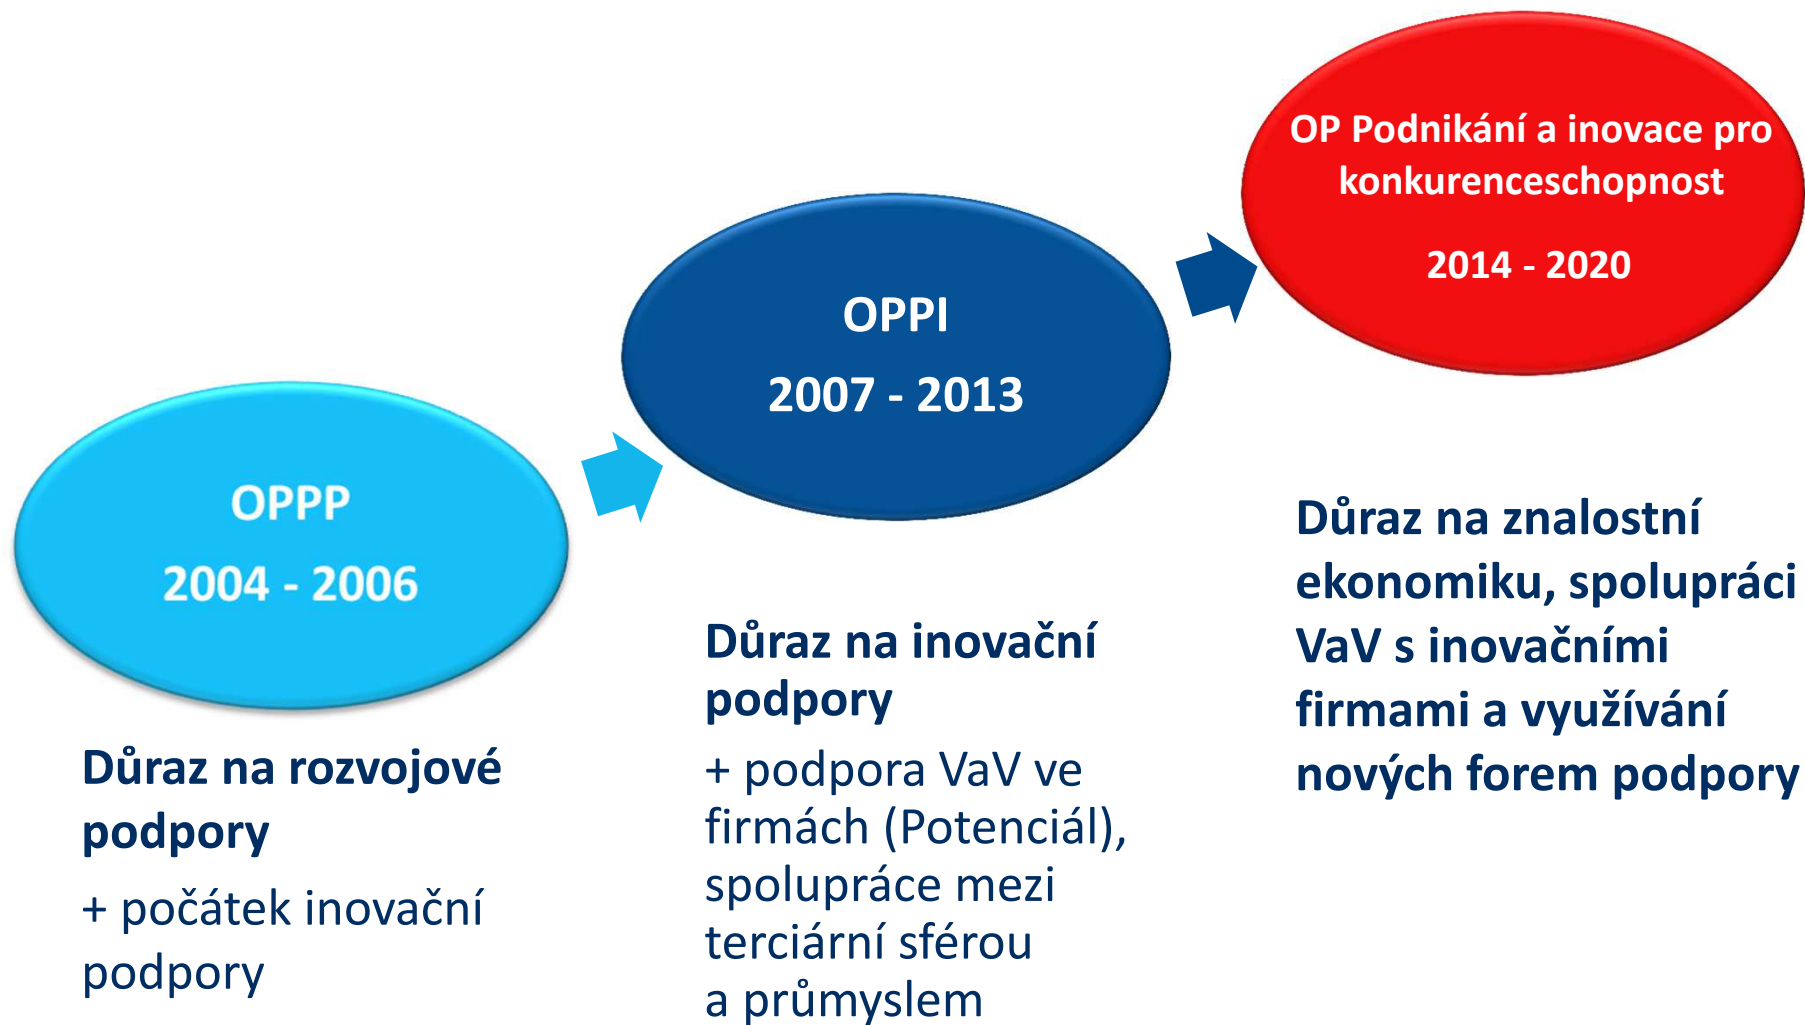 OPPP
2004 - 2006
Důraz na rozvojové
podpory
+ počátek inovační
podpory
OPPI
2007 - 2013
Důraz na inovační
podpory
+ podpora VaV ve
firmách (Potenciál),
spolupráce mezi
terciární sférou
a průmyslem
OP Podnikání a inovace pro
konkurenceschopnost
2014 - 2020
Důraz na znalostní
ekonomiku, spolupráci
VaV s inovačními
firmami a využívání
nových forem podpory